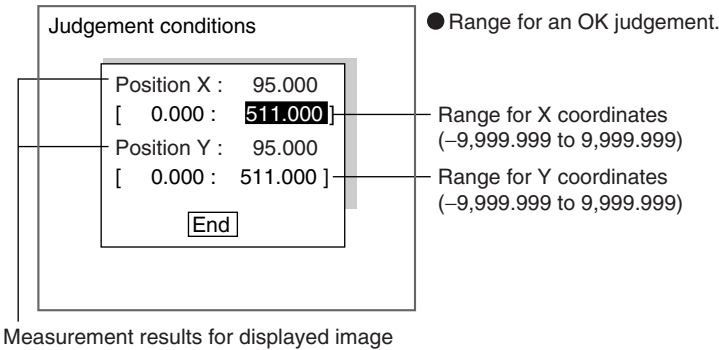 Judgement conditions
● Range for an OK judgement.
Position X : 95.000
[ 0.000 : 511.000 ]
Range for X coordinates
(–9,999.999 to 9,999.999)
Position Y : 95.000
[ 0.000 : 511.000 ]
Range for Y coordinates
(–9,999.999 to 9,999.999)
End
Measurement results for displayed image